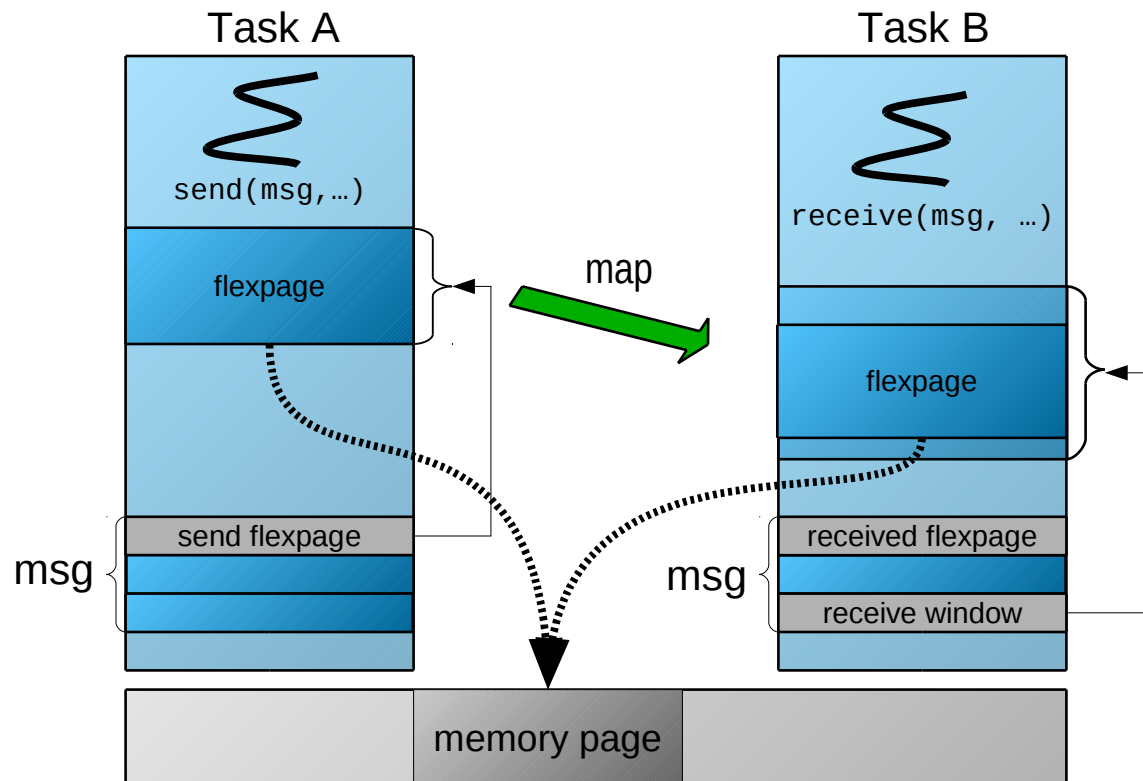 Task A
Task B
send(msg,…)
receive(msg, …)
flexpage
map
flexpage
send flexpage
received flexpage
msg
msg
receive window
memory page